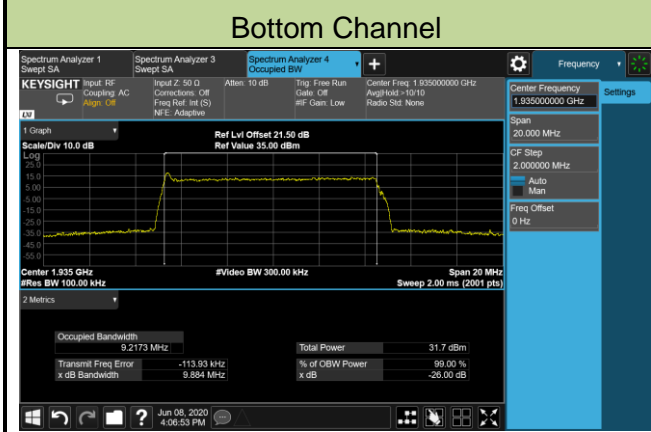 Bottom Channel
Spectrum Analyzer 1
Swept SA
Spectrum Analyzer 3
Swept SA
Spectrum Analyzer 4
Occupied BW
Frequency
KEYSIGHT
Input: RF
Coupling: AC
Align: Off
Input Z: 50 Ω
Corrections: Off
Freq Ref: Int (S)
NFE: Adaptive
Atten: 10 dB
Trig: Free Run
Gate: Off
#IF Gain: Low
Center Freq: 1.935000000 GHz
Avg|Hold:>10/10
Radio Std: None
LXI
1 Graph
Scale/Div 10.0 dB
Ref Lvl Offset 21.50 dB
Ref Value 35.00 dBm
Log
25.0
15.0
5.00
-5.00
-15.0
-25.0
-35.0
-45.0
-55.0
Center 1.935 GHz
#Res BW 100.00 kHz
#Video BW 300.00 kHz
Span 20 MHz
Sweep 2.00 ms (2001 pts)
2 Metrics
Occupied Bandwidth
9.2173 MHz
Total Power 31.7 dBm
Transmit Freq Error -113.93 kHz
% of OBW Power 99.00 %
x dB Bandwidth 9.884 MHz
x dB -26.00 dB
Center Frequency
1.935000000 GHz
Settings
Span
20.000 MHz
CF Step
2.000000 MHz
Auto
Man
Freq Offset
0 Hz
Jun 08, 2020
4:06:53 PM